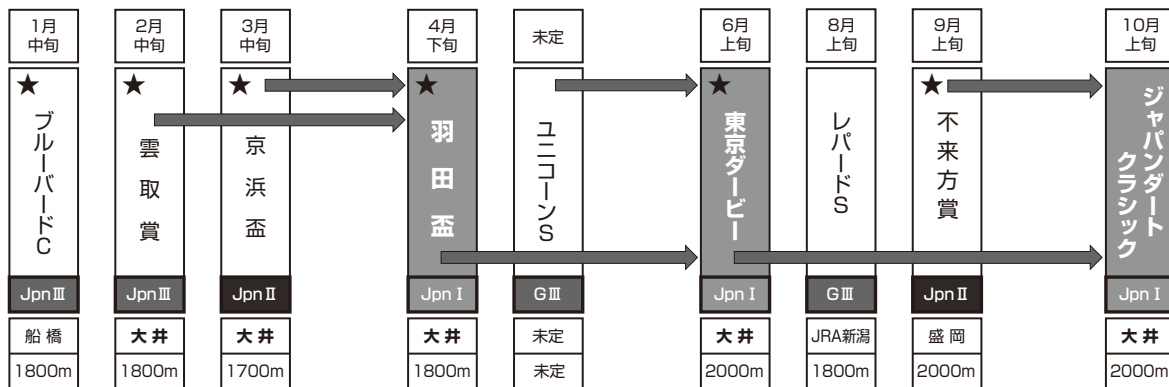 1月
中旬
2月
中旬
3月
中旬
4月
下旬
未定
6月
上旬
8月
上旬
9月
上旬
10月
上旬
★
ブルーバードC
★
雲取賞
★
京浜盃
★
羽田盃
ユニコーンS
★
東京ダービー
レパードS
★
不来方賞
ジャパンダート
クラシック
JpnⅢ
JpnⅢ
JpnⅡ
JpnⅠ
GⅢ
JpnⅠ
GⅢ
JpnⅡ
JpnⅠ
船橋
大井
大井
大井
未定
大井
JRA新潟
盛岡
大井
1800m
1800m
1700m
1800m
未定
2000m
1800m
2000m
2000m